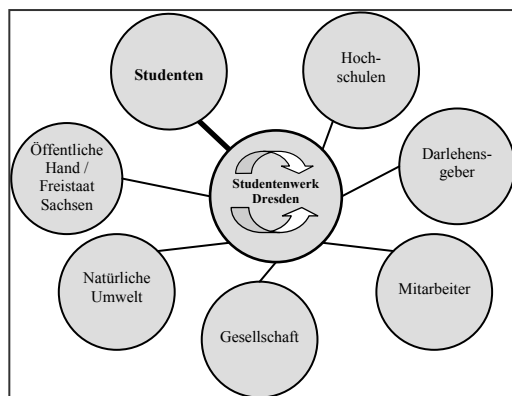 Studenten
Hoch-
schulen
Öffentliche
Hand /
Freistaat
Sachsen
Studentenwerk
Dresden
Darlehens-
geber
Natürliche
Umwelt
Mitarbeiter
Gesellschaft